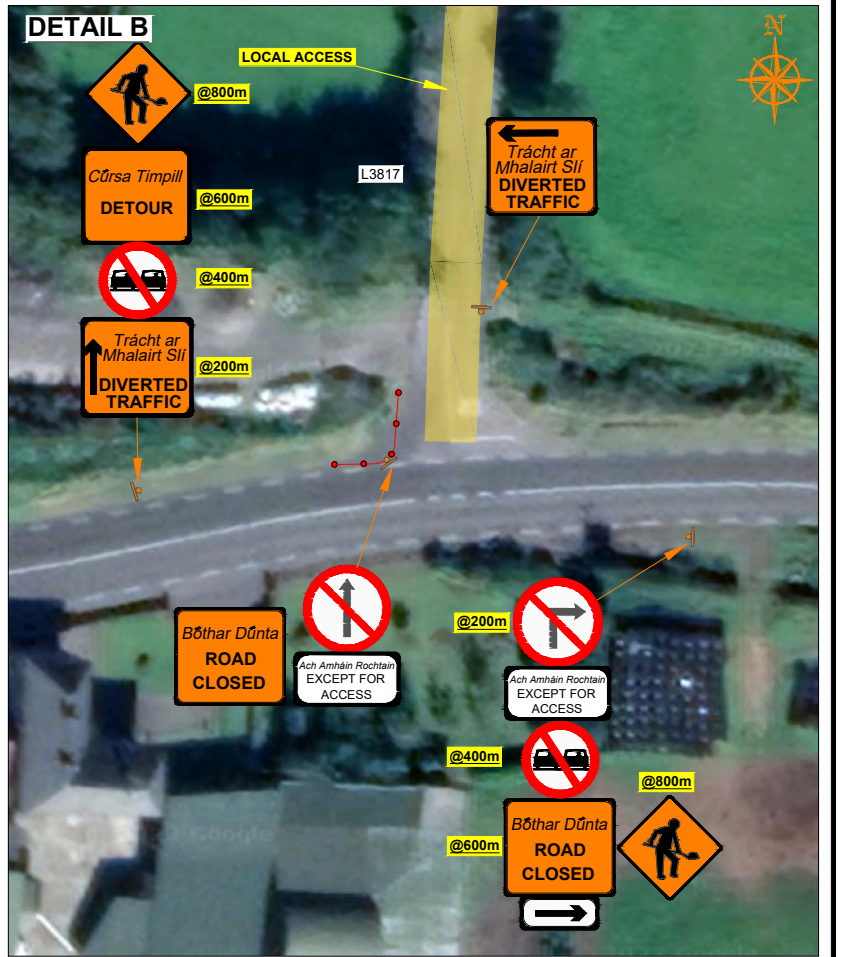 DETAIL B
N
LOCAL ACCESS
@800m
L3817
Trácht ar
Mhalairt Slí
DIVERTED
TRAFFIC
Cúrsa Timpill
DETOUR
@600m
@400m
Trácht ar
Mhalairt Slí
DIVERTED
TRAFFIC
@200m
Bóthar Dúnta
ROAD
CLOSED
Ach Amháin Rochtain
EXCEPT FOR
ACCESS
@200m
Ach Amháin Rochtain
EXCEPT FOR
ACCESS
@400m
@800m
@600m
Bóthar Dúnta
ROAD
CLOSED
Google